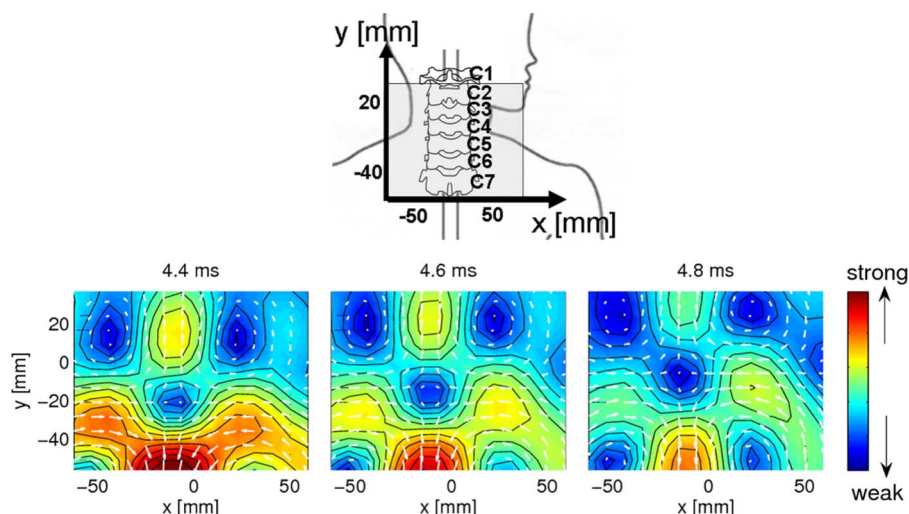 y [mm]
C1
C2
20
C3
C4
C5
-40
C6
C7
-50 50
x [mm]
4.4 ms 4.6 ms 4.8 ms
strong
20
0
−20
−40
y [mm]
−50 0 50 −50 0 50 −50 0 50
x [mm] x [mm] x [mm]
weak